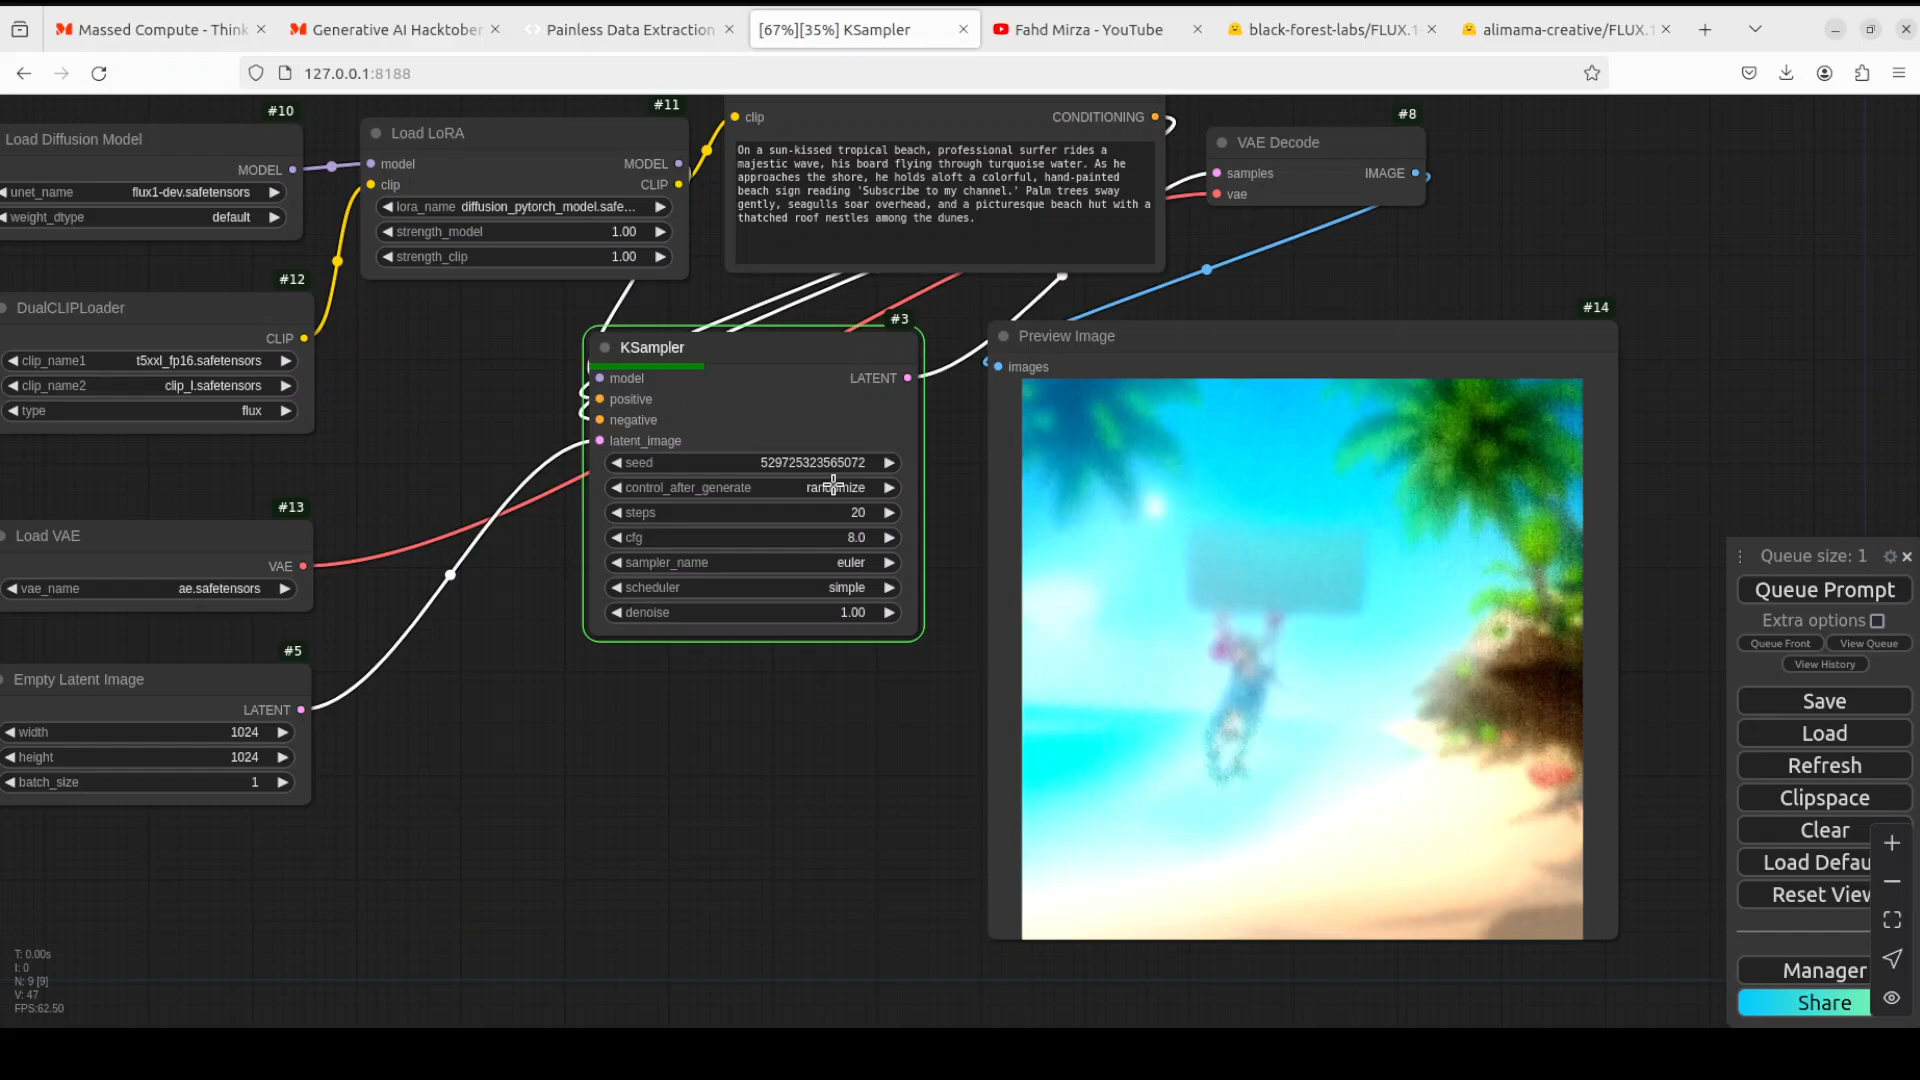 Massed Compute - Think
Generative AI Hacktober
Painless Data Extraction
[67%][35%] KSampler
Fahd Mirza - YouTube
black-forest-labs/FLUX.1
alimama-creative/FLUX.1
127.0.0.1:8188
#10
Load Diffusion Model
MODEL
unet_name flux1-dev.safetensors
weight_dtype default
#11
Load LoRA
model MODEL
clip CLIP
lora_name diffusion_pytorch_model.safe...
strength_model 1.00
strength_clip 1.00
clip CONDITIONING
On a sun-kissed tropical beach, professional surfer rides a
majestic wave, his board flying through turquoise water. As he
approaches the shore, he holds aloft a colorful, hand-painted
beach sign reading 'Subscribe to my channel.' Palm trees sway
gently, seagulls soar overhead, and a picturesque beach hut with a
thatched roof nestles among the dunes.
#8
VAE Decode
samples IMAGE
vae
#12
DualCLIPLoader
CLIP
clip_name1 t5xxl_fp16.safetensors
clip_name2 clip_l.safetensors
type flux
#3
KSampler
model LATENT
positive
negative
latent_image
seed 529725323565072
control_after_generate randomize
steps 20
cfg 8.0
sampler_name euler
scheduler simple
denoise 1.00
#14
Preview Image
images
#13
Load VAE
VAE
vae_name ae.safetensors
#5
Empty Latent Image
LATENT
width 1024
height 1024
batch_size 1
Queue size: 1
Queue Prompt
Extra options
Queue Front View Queue
View History
Save
Load
Refresh
Clipspace
Clear
Load Defau
Reset View
Manager
Share
T: 0.00s
I: 0
N: 9 [9]
V: 47
FPS:62.50